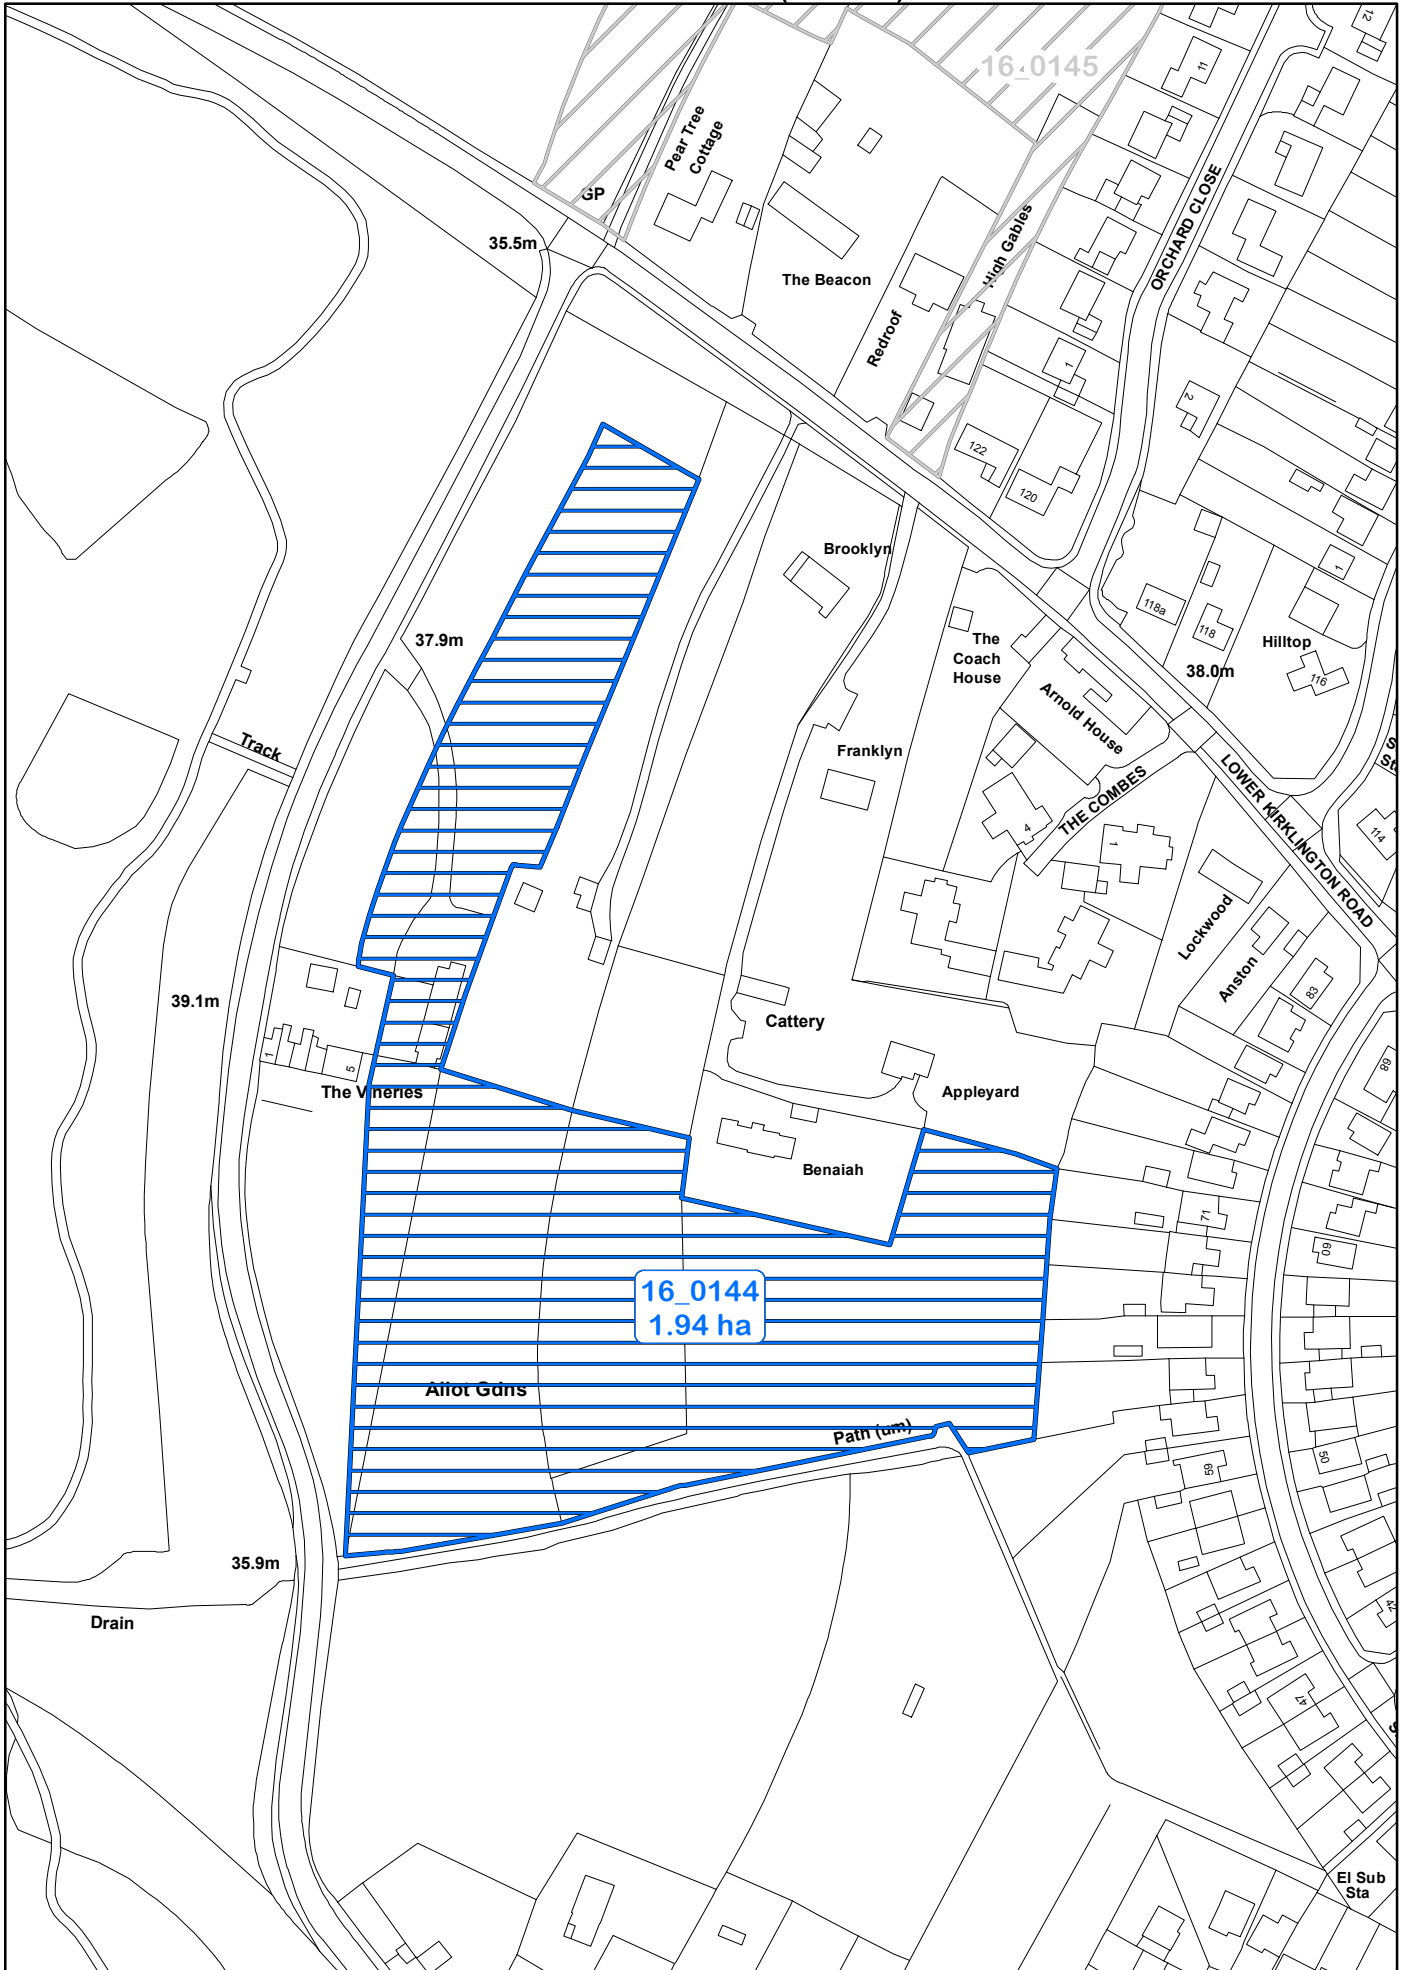 16_0145
12
11
Pear Tree
Cottage
GP
35.5m
ORCHARD CLOSE
High Gables
The Beacon
Redroof
1
2
122
120
Brooklyn
1
118a
118
Hilltop
37.9m
The
Coach
House
38.0m
116
Arnold House
Track
Franklyn
THE COMBES
LOWER KIRKLINGTON ROAD
4
1
114
Lockwood
Anston
83
39.1m
Cattery
1
5
68
The Vineries
Appleyard
Benaiah
71
60
16_0144
1.94 ha
Allot Gdns
Path (um)
59
50
35.9m
Drain
42
47
El Sub
Sta